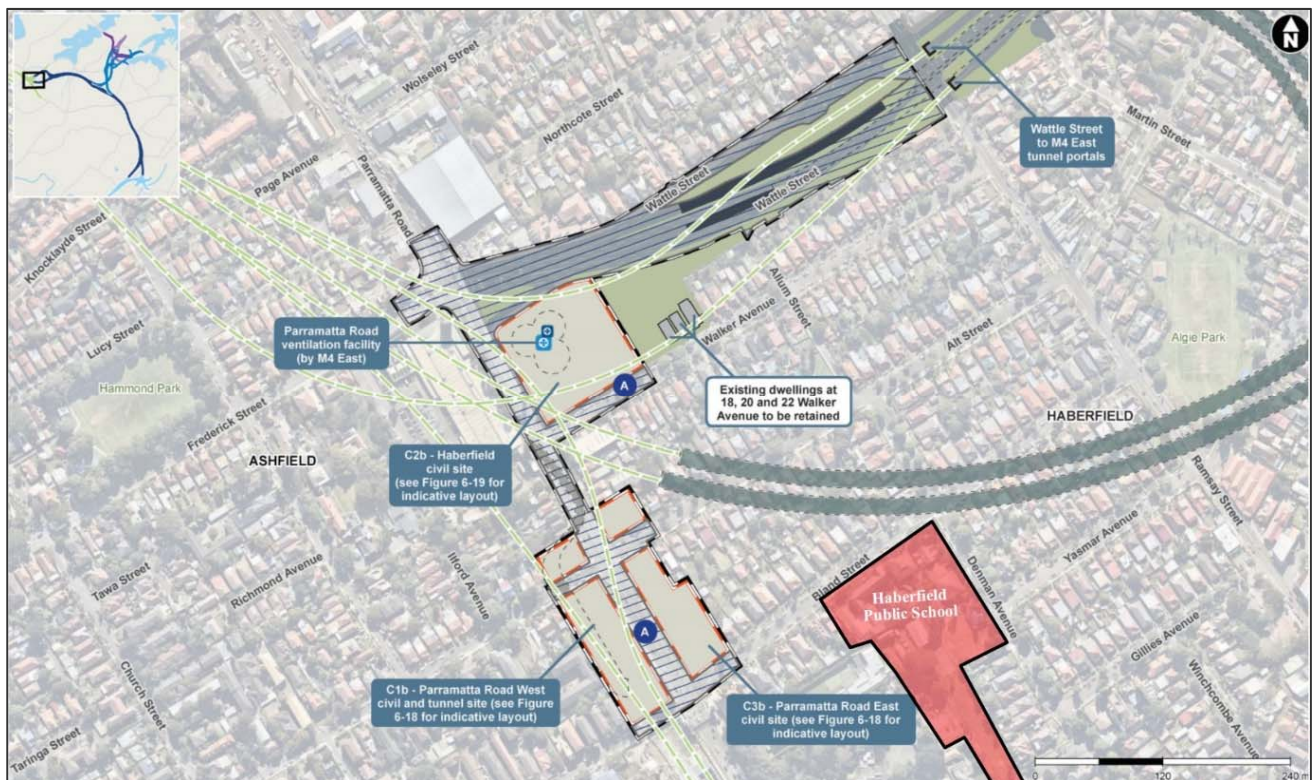 N
Wolseley Street
Northcote Street
Page Avenue
Parramatta Road
Knocklayde Street
Wattle Street
Wattle Street
Wattle Street
to M4 East
tunnel portals
Martin Street
Allum Street
Walker Avenue
Alt Street
Algie Park
Parramatta Road
ventilation facility
(by M4 East)
Lucy Street
Hammond Park
Frederick Street
A
Existing dwellings at
18, 20 and 22 Walker
Avenue to be retained
HABERFIELD
ASHFIELD
C2b - Haberfield
civil site
(see Figure 6-19 for
indicative layout)
Ramsay Street
Yasmar Avenue
Bland Street
Denman Avenue
Haberfield
Public School
Tawa Street
Richmond Avenue
Ilford Avenue
A
Gillies Avenue
Winchcombe Avenue
Church Street
Taringa Street
C1b - Parramatta Road West
civil and tunnel site (see Figure
6-18 for indicative layout)
C3b - Parramatta Road East
civil site (see Figure 6-18 for
indicative layout)
0
120
240